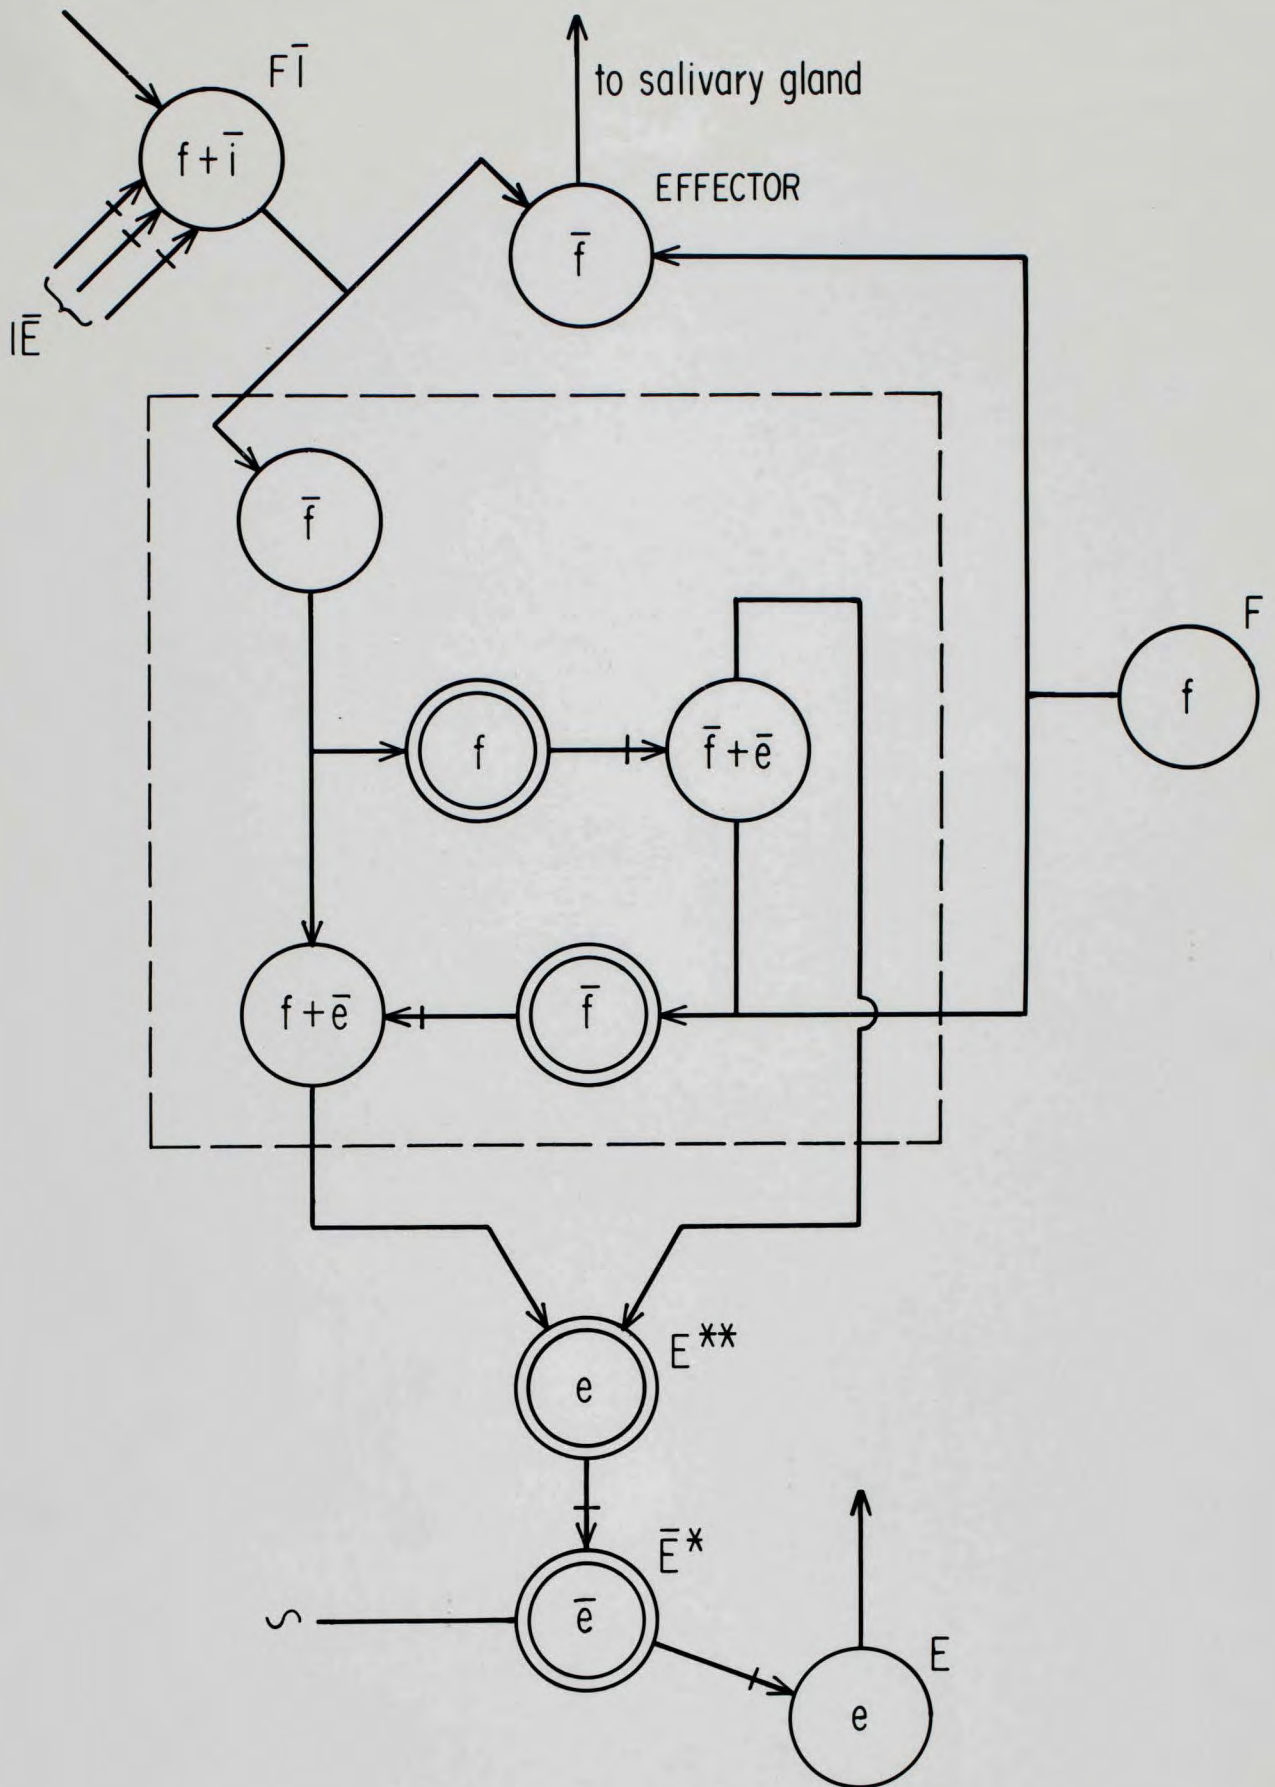 FĪ
to salivary gland
f + ī
EFFECTOR
f̄
IĒ
f̄
F
f
f
f̄ + ē
f + ē
f̄
E**
e
Ē*
ē
E
e